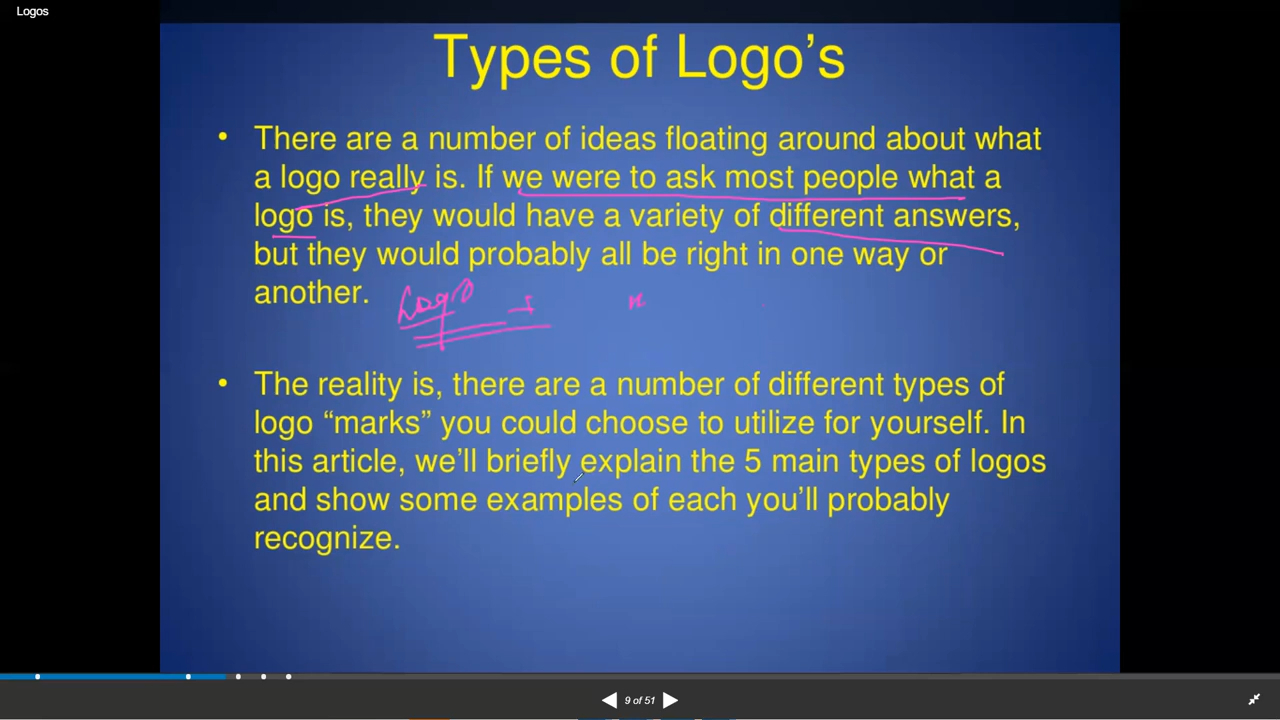 Logos
Types of Logo’s
• There are a number of ideas floating around about what
a logo really is. If we were to ask most people what a
logo is, they would have a variety of different answers,
but they would probably all be right in one way or
another.
Logo
• The reality is, there are a number of different types of
logo “marks” you could choose to utilize for yourself. In
this article, we’ll briefly explain the 5 main types of logos
and show some examples of each you’ll probably
recognize.
9 of 51